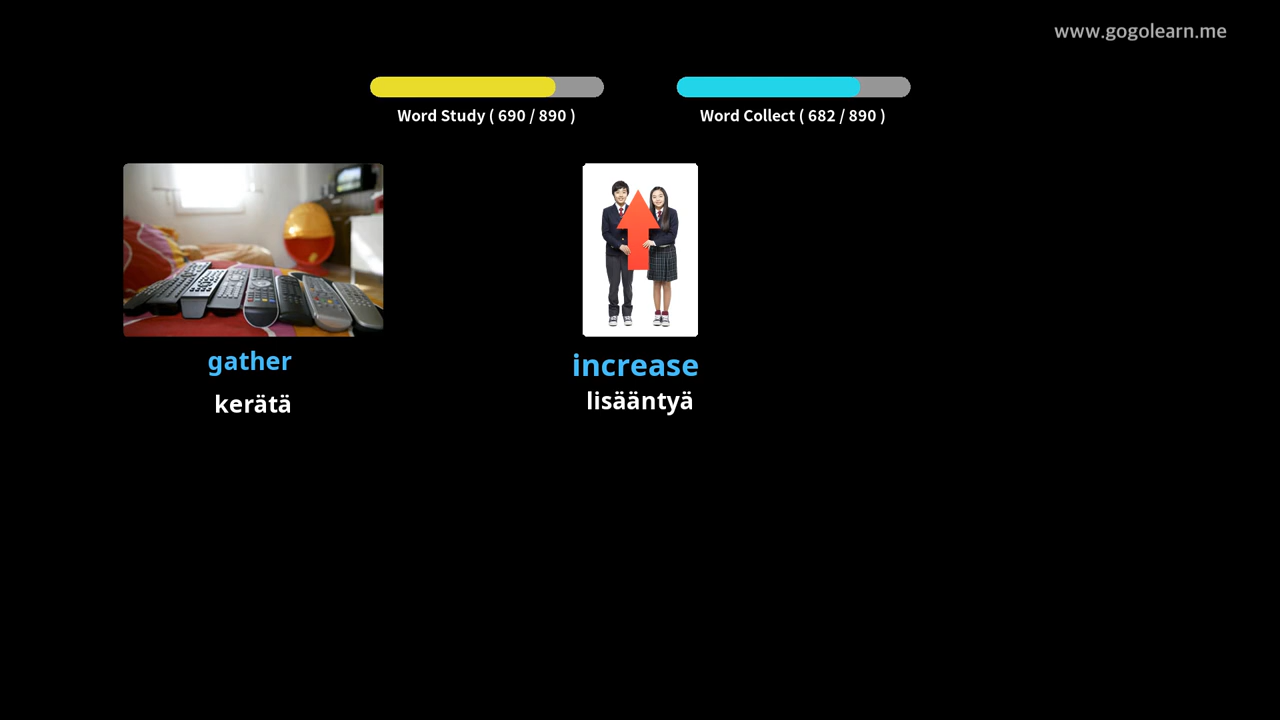 www.gogolearn.me
Word Study ( 690 / 890 )
Word Collect ( 682 / 890 )
gather
kerätä
increase
lisääntyä